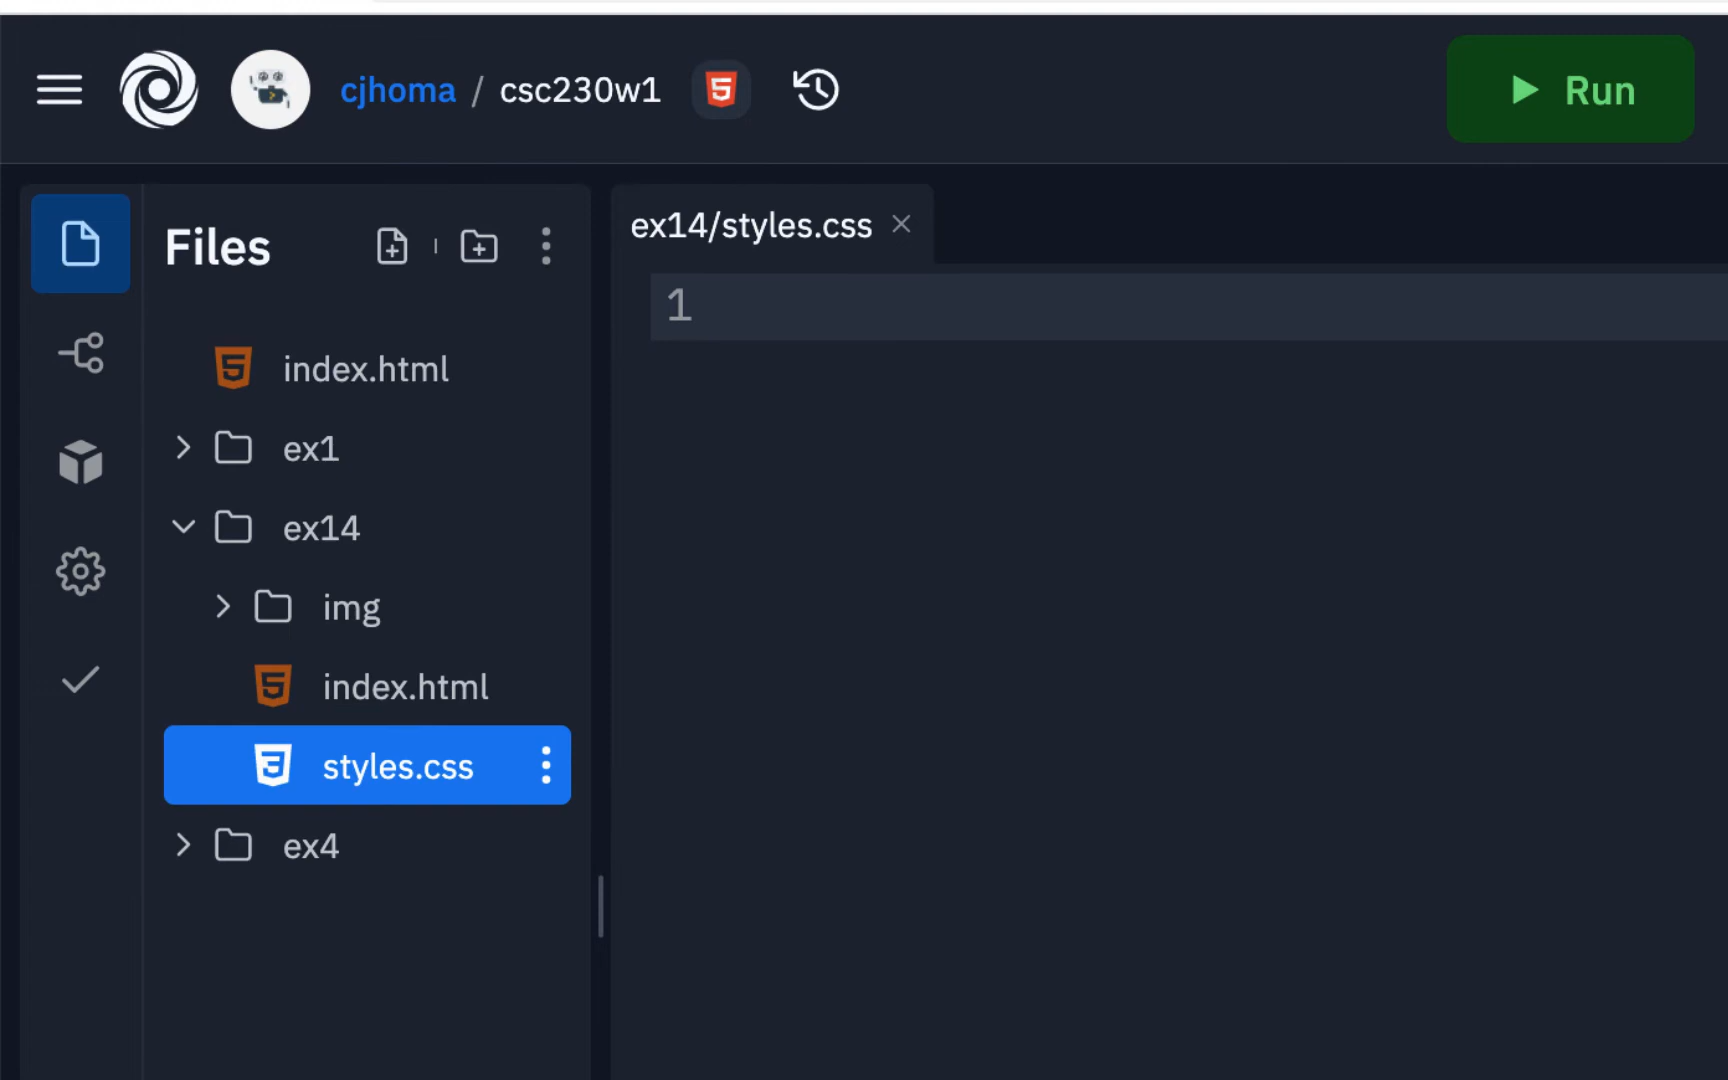 cjhoma / csc230w1
Run
Files
ex14/styles.css
1
index.html
ex1
ex14
img
index.html
styles.css
ex4